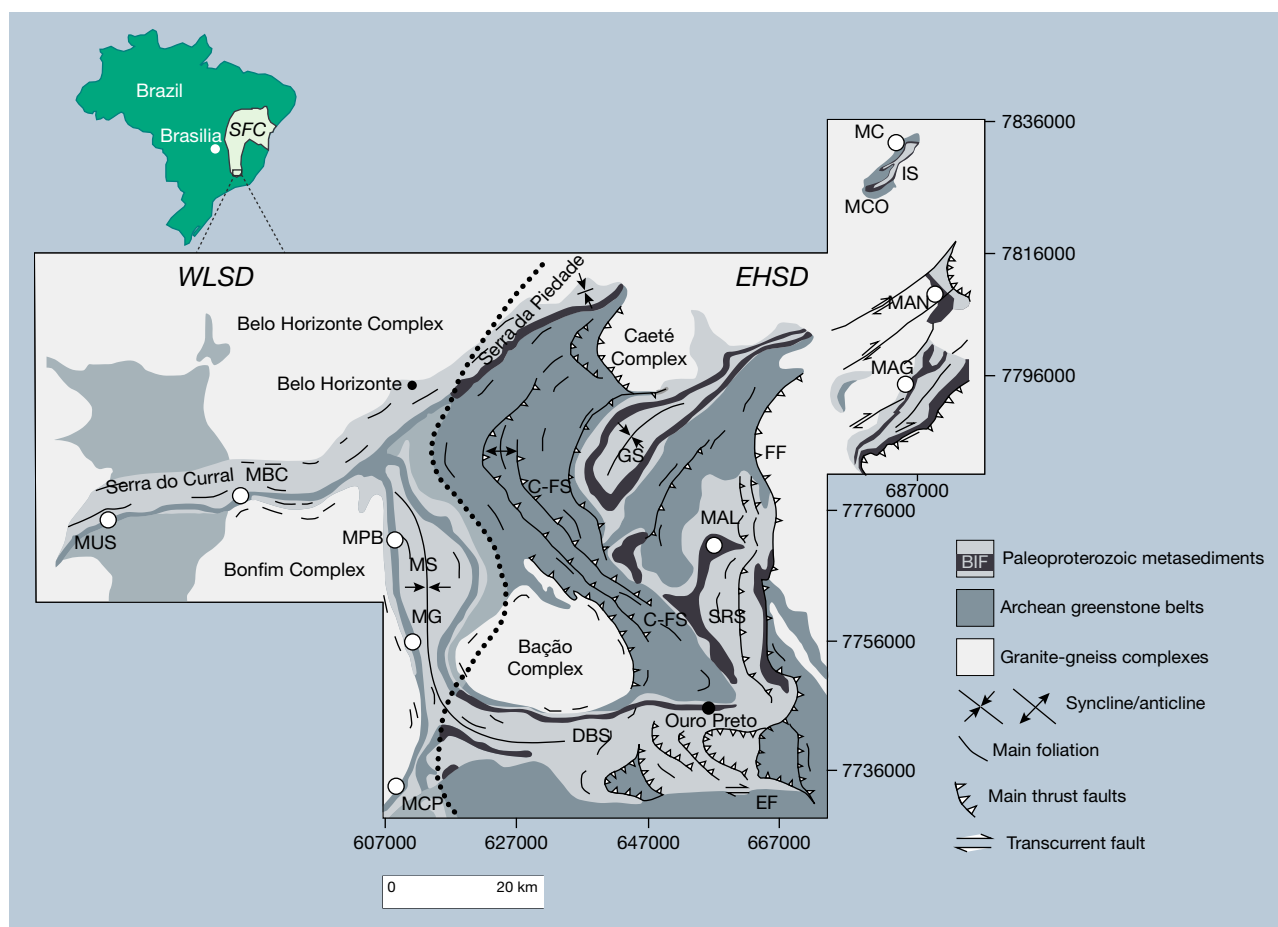 Brazil
Brasilia
SFC
WLSD
EHSD
Belo Horizonte Complex
Belo Horizonte
Serra da Piedade
Caeté
Complex
MC
IS
MCO
MAN
MAG
7836000
7816000
7796000
687000
7776000
7756000
7736000
Serra do Curral
MBC
MUS
Bonfim Complex
MPB
MS
MG
MCP
GS
C-FS
FF
MAL
C-FS
SRS
Bação
Complex
Ouro Preto
DBS
EF
607000
627000
647000
667000
0
20 km
BIF
Paleoproterozoic metasediments
Archean greenstone belts
Granite-gneiss complexes
Syncline/anticline
Main foliation
Main thrust faults
Transcurrent fault